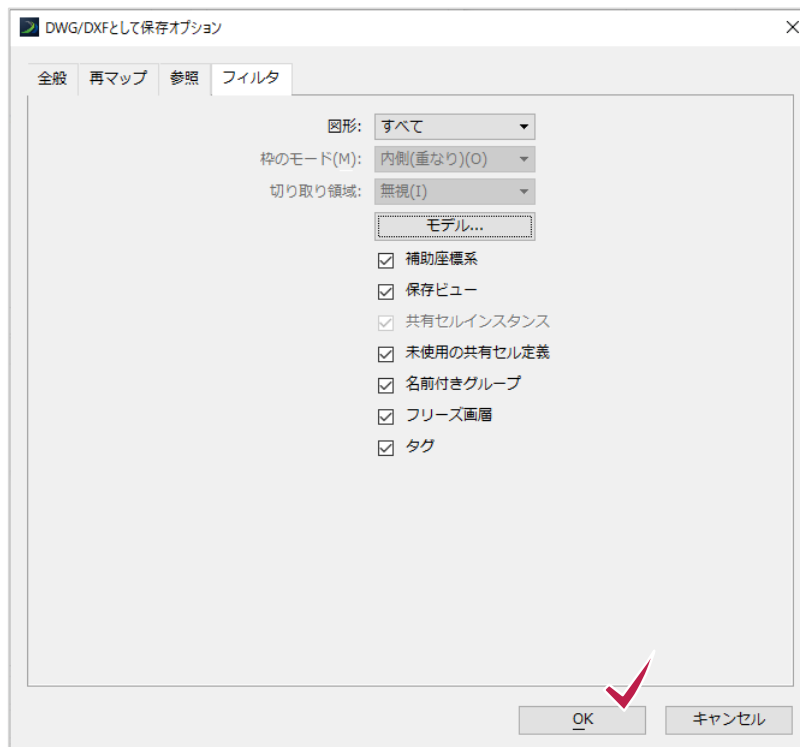 DWG/DXFとして保存オプション
全般 再マップ 参照 フィルタ
図形: すべて
枠のモード(M): 内側(重なり)(O)
切り取り領域: 無視(I)
モデル...
補助座標系
保存ビュー
共有セルインスタンス
未使用の共有セル定義
名前付きグループ
フリーズ画層
タグ
OK キャンセル